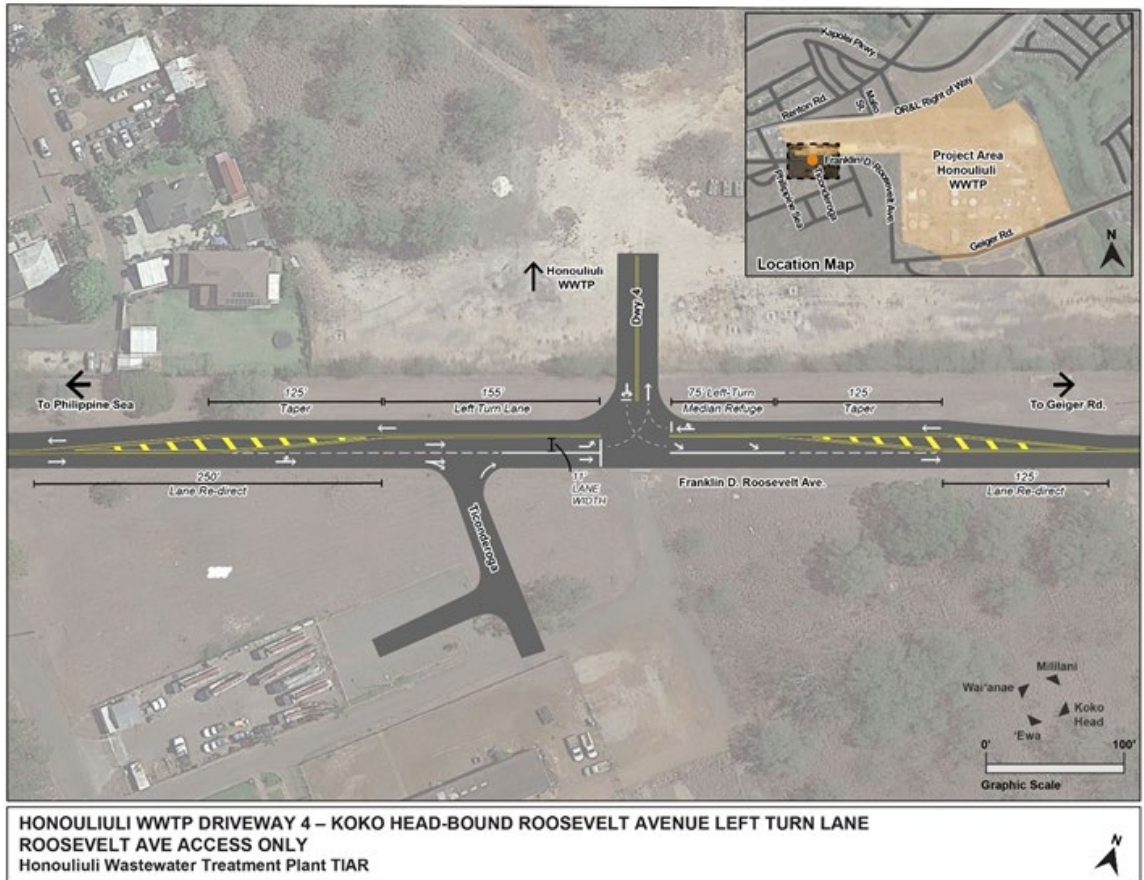 Kapolei Pkwy.
Renton Rd.
Malio
St.
OR&L Right of Way
Franklin D. Roosevelt Ave
Philippine Sea
Ticonderoga
Project Area
Honouliuli
WWTP
Geiger Rd.
N
Location Map
Honouliuli
WWTP
Dwy 4
To Philippine Sea
125'
Taper
155'
Left Turn Lane
75' Left-Turn
Median Refuge
125'
Taper
To Geiger Rd.
250'
Lane Re-direct
11'
LANE
WIDTH
Franklin D. Roosevelt Ave.
125'
Lane Re-direct
Ticonderoga
Mililani
Wai'anae
Koko
Head
'Ewa
0'
100'
Graphic Scale
HONOULIULI WWTP DRIVEWAY 4 – KOKO HEAD-BOUND ROOSEVELT AVENUE LEFT TURN LANE
ROOSEVELT AVE ACCESS ONLY
Honouliuli Wastewater Treatment Plant TIAR
N